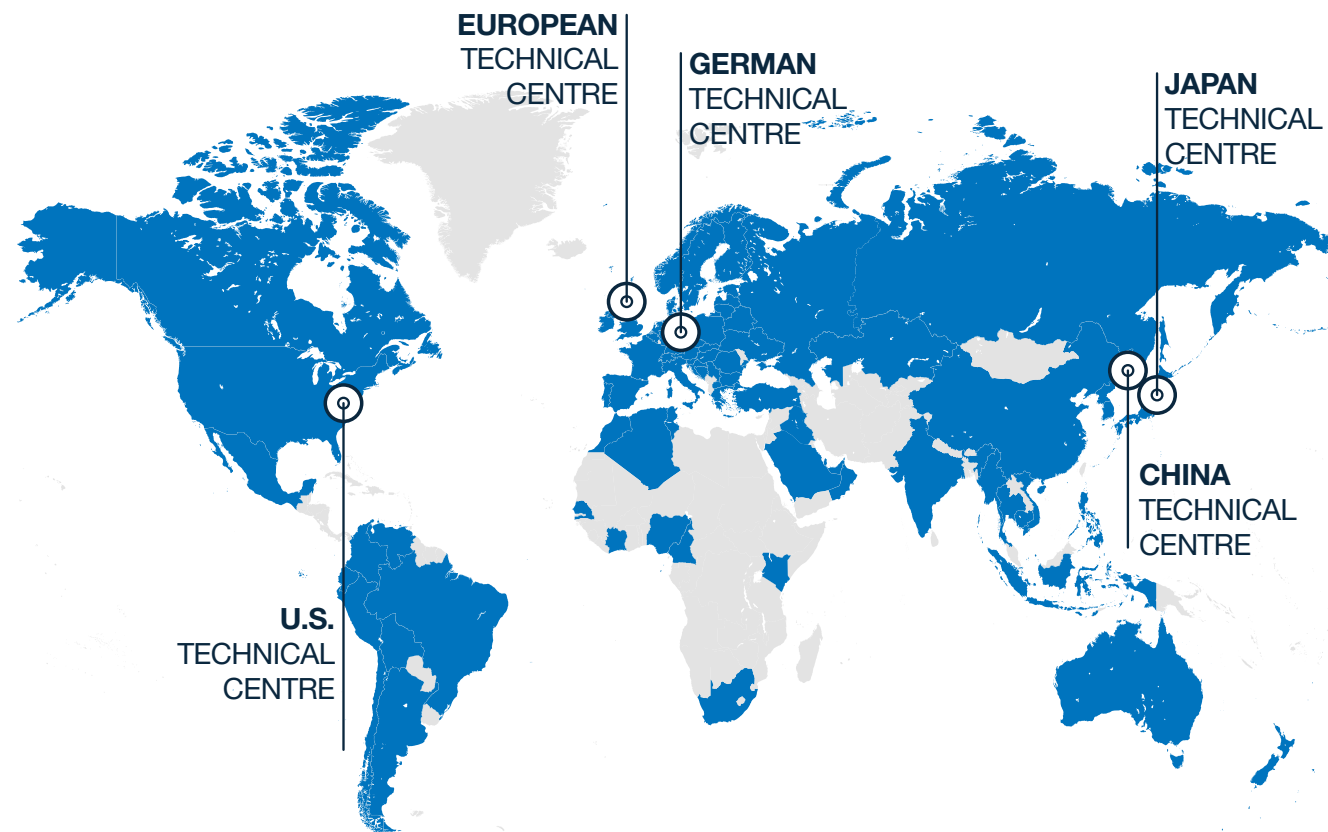 EUROPEAN
TECHNICAL
CENTRE
GERMAN
TECHNICAL
CENTRE
JAPAN
TECHNICAL
CENTRE
CHINA
TECHNICAL
CENTRE
U.S.
TECHNICAL
CENTRE